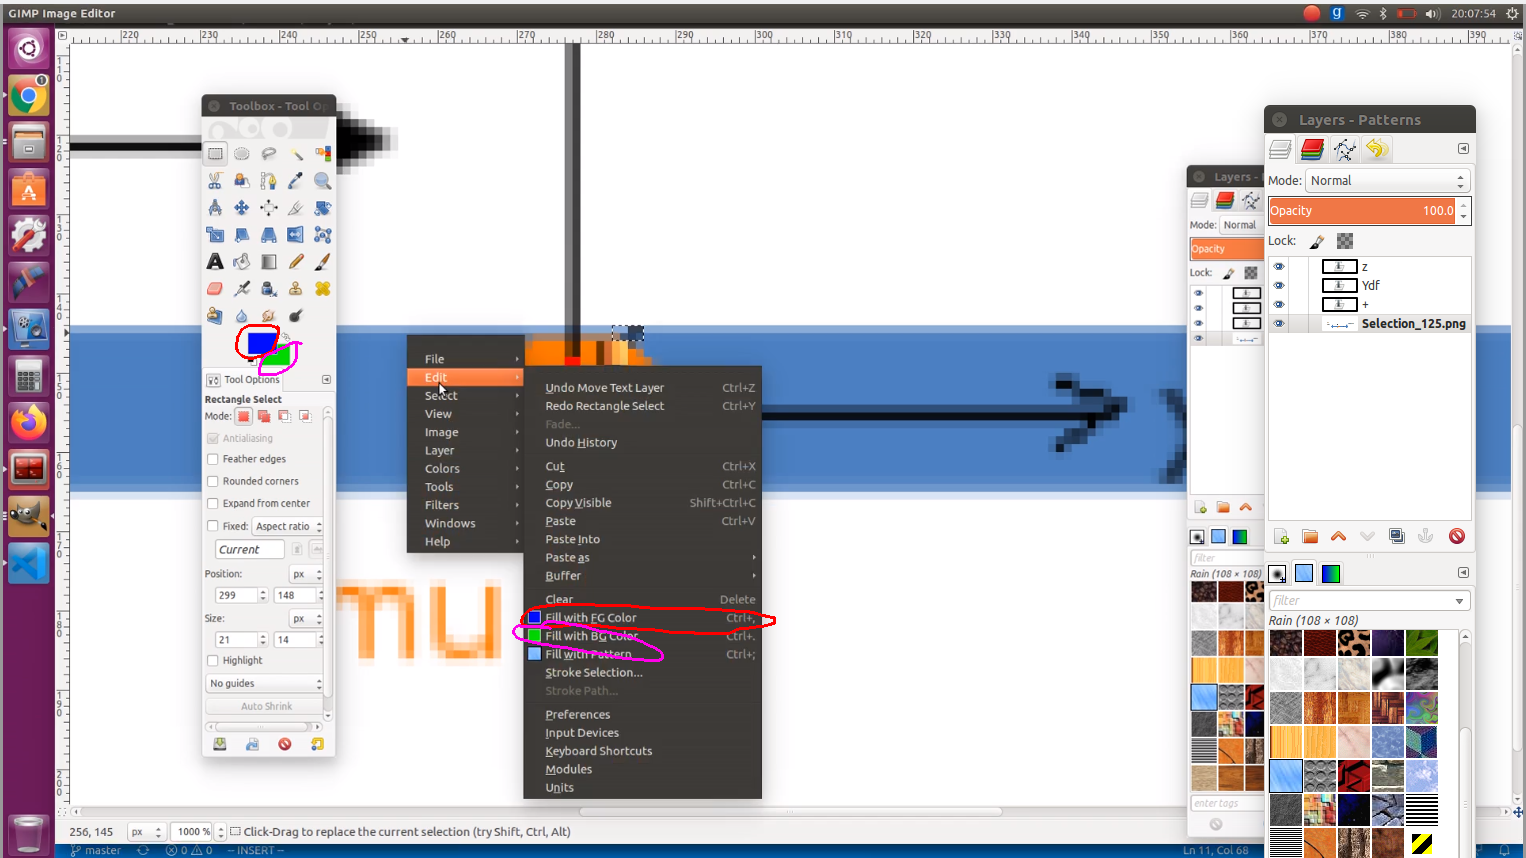 GIMP Image Editor
20:07:54
220 230 240 250 260 270 280 290 300 310 320 330 340 350 360 370 380 390
Toolbox - Tool Op
Tool Options
Rectangle Select
Mode:
Antialiasing
Feather edges
Rounded corners
Expand from center
Fixed: Aspect ratio
Current
Position: px
299 148
Size: px
21 14
Highlight
No guides
Auto Shrink
File
Edit
Select
View
Image
Layer
Colors
Tools
Filters
Windows
Help
Undo Move Text Layer Ctrl+Z
Redo Rectangle Select Ctrl+Y
Fade...
Undo History
Cut Ctrl+X
Copy Ctrl+C
Copy Visible Shift+Ctrl+C
Paste Ctrl+V
Paste Into
Paste as
Buffer
Clear Delete
Fill with FG Color Ctrl+,
Fill with BG Color Ctrl+.
Fill with Pattern Ctrl+;
Stroke Selection...
Stroke Path...
Preferences
Input Devices
Keyboard Shortcuts
Modules
Units
mu
Layers -
Mode: Normal
Opacity
Lock:
filter
Rain (108 × 108)
enter tags
Layers - Patterns
Mode: Normal
Opacity 100.0
Lock:
z
Ydf
+
Selection_125.png
filter
Rain (108 × 108)
256, 145 px 1000 % Click-Drag to replace the current selection (try Shift, Ctrl, Alt)
master 0 0 -- INSERT -- Ln 11, Col 68